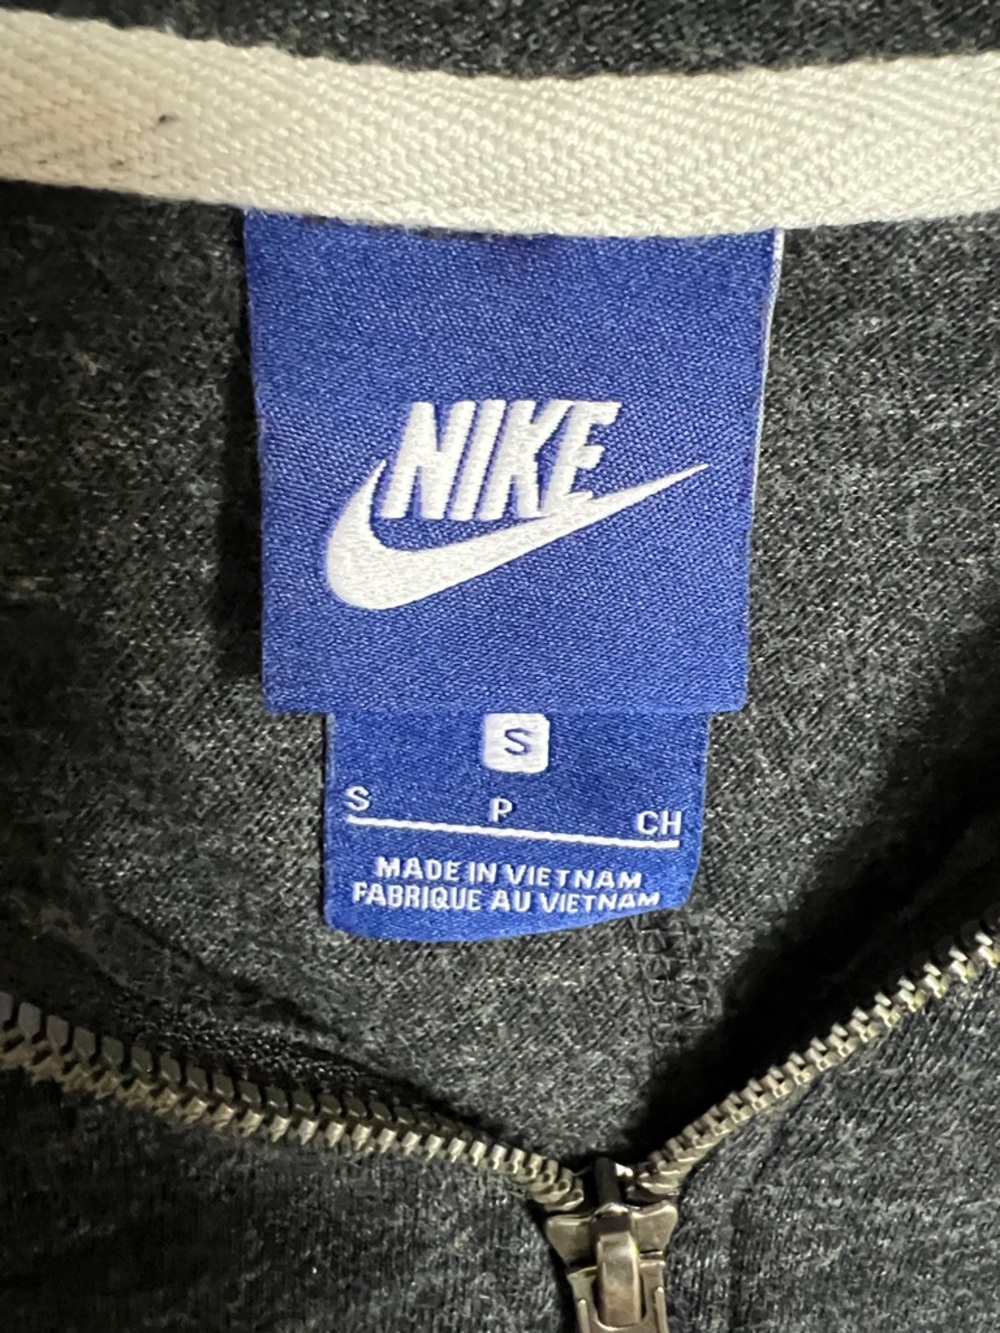 NIKE
S
S P CH
MADE IN VIETNAM
FABRIQUE AU VIETNAM